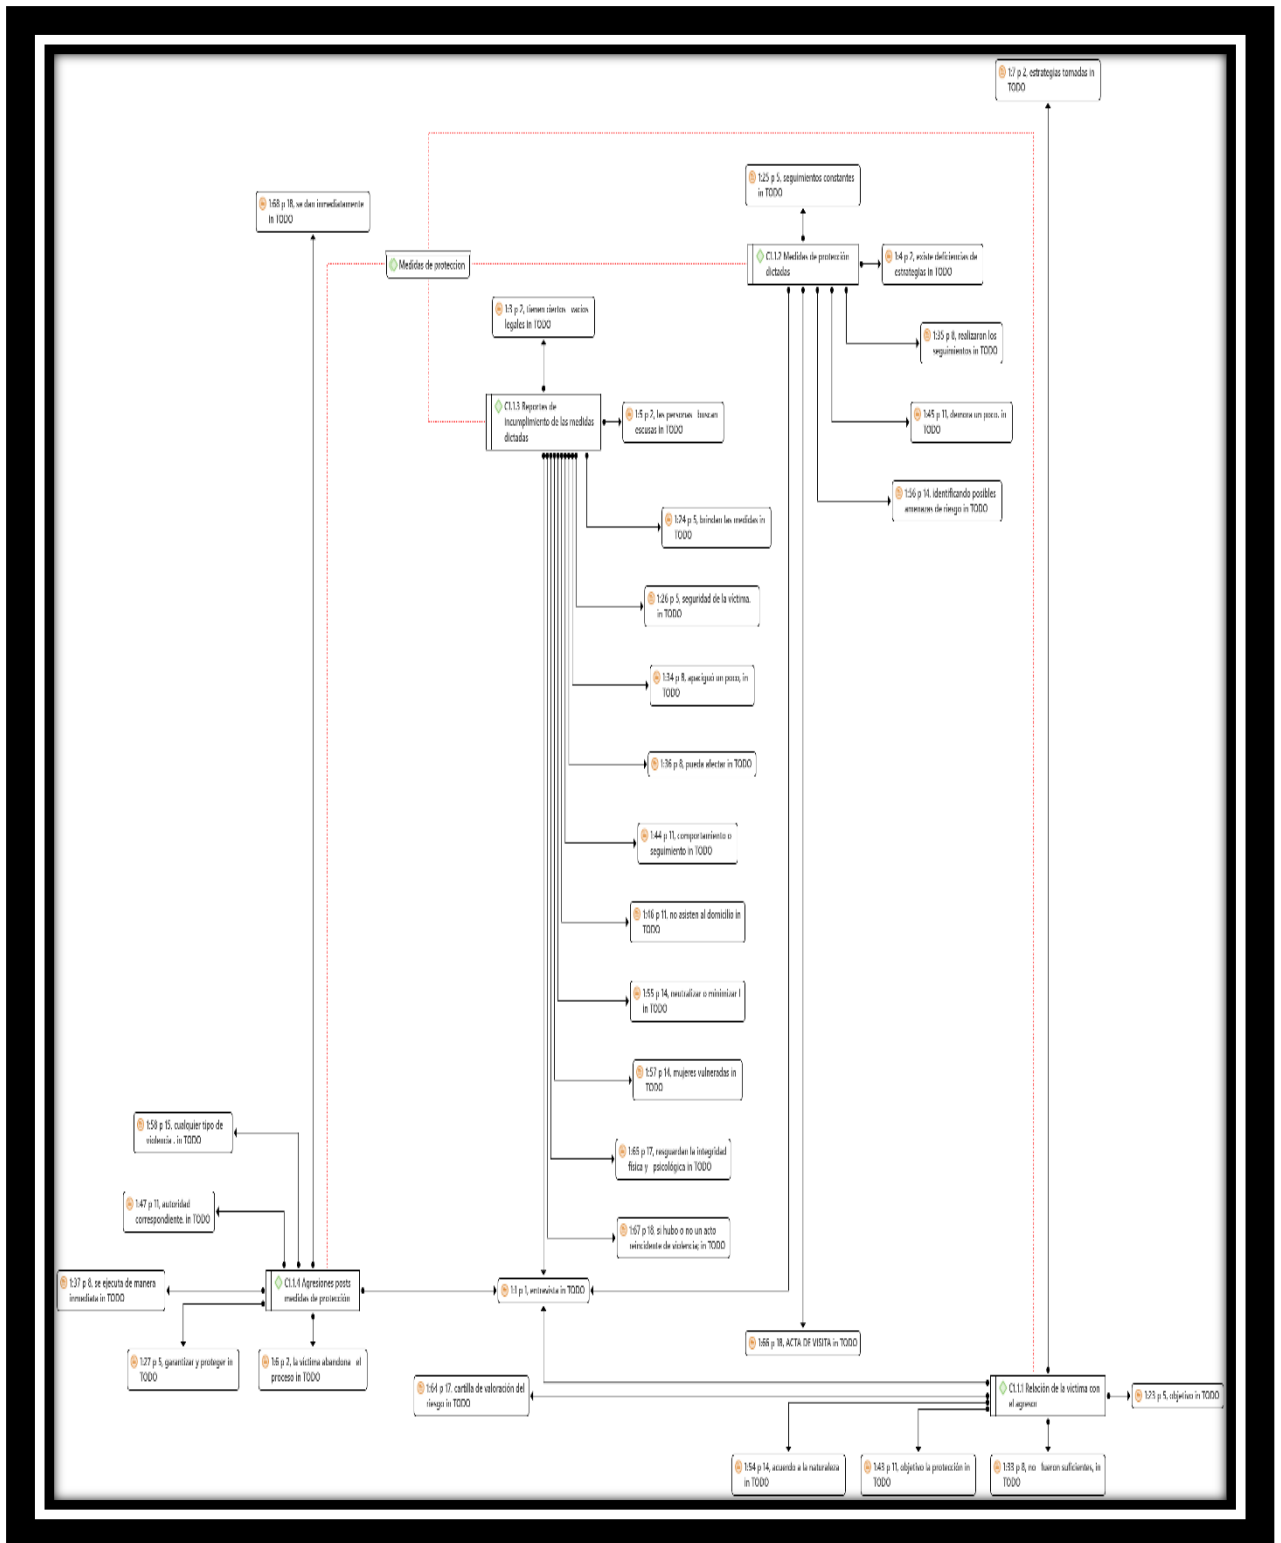 1:7 p 2, estrategias tomadas in
TODO
1:25 p 5, seguimientos constantes
in TODO
1:68 p 18, se dan inmediatamente
in TODO
Medidas de proteccion
C1.1.2 Medidas de protección
dictadas
1:4 p 2, existe deficiencias de
estrategias in TODO
1:3 p 2, tienen ciertos vacios
legales in TODO
1:35 p 8, realizaran los
seguimientos in TODO
C1.1.3 Reportes de
incumplimiento de las medidas
dictadas
1:5 p 2, las personas buscan
escusas in TODO
1:45 p 11, demora un poco, in
TODO
1:56 p 14, identificando posibles
amenazas de riesgo in TODO
1:24 p 5, brindan las medidas in
TODO
1:26 p 5, seguridad de la víctima,
in TODO
1:34 p 8, apaciguó un poco, in
TODO
1:36 p 8, puede afectar in TODO
1:44 p 11, comportamiento o
seguimiento in TODO
1:46 p 11, no asisten al domicilio in
TODO
1:55 p 14, neutralizar o minimizar l
in TODO
1:57 p 14, mujeres vulneradas in
TODO
1:58 p 15, cualquier tipo de
violencia . in TODO
1:65 p 17, resguardan la integridad
física y psicológica in TODO
1:47 p 11, autoridad
correspondiente. in TODO
1:67 p 18, si hubo o no un acto
reincidente de violencia; in TODO
1:37 p 8, se ejecuta de manera
inmediata in TODO
C1.1.4 Agresiones posts
medidas de protección
1:1 p 1, entrevista in TODO
1:66 p 18, ACTA DE VISITA in TODO
1:27 p 5, garantizar y proteger in
TODO
1:6 p 2, la víctima abandona el
proceso in TODO
1:64 p 17, cartilla de valoración del
riesgo in TODO
C1.1.1 Relación de la víctima con
el agresor
1:23 p 5, objetivo in TODO
1:54 p 14, acuerdo a la naturaleza
in TODO
1:43 p 11, objetivo la protección in
TODO
1:33 p 8, no fueron suficientes, in
TODO